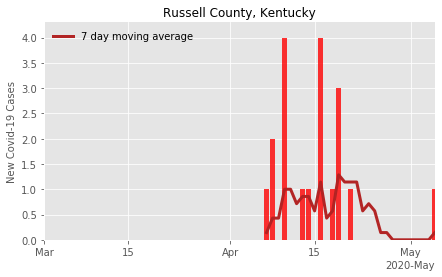 Russell County, Kentucky
7 day moving average
New Covid-19 Cases
4.0
3.5
3.0
2.5
2.0
1.5
1.0
0.5
0.0
Mar 15 Apr 15 May
2020-May